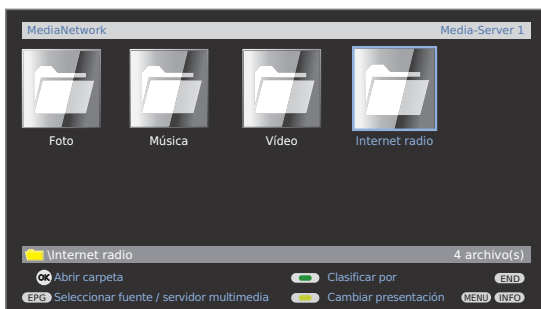 MediaNetwork Media-Server 1
Foto Música Vídeo Internet radio
\Internet radio 4 archivo(s)
OK Abrir carpeta Clasificar por END
EPG Seleccionar fuente / servidor multimedia Cambiar presentación MENU INFO